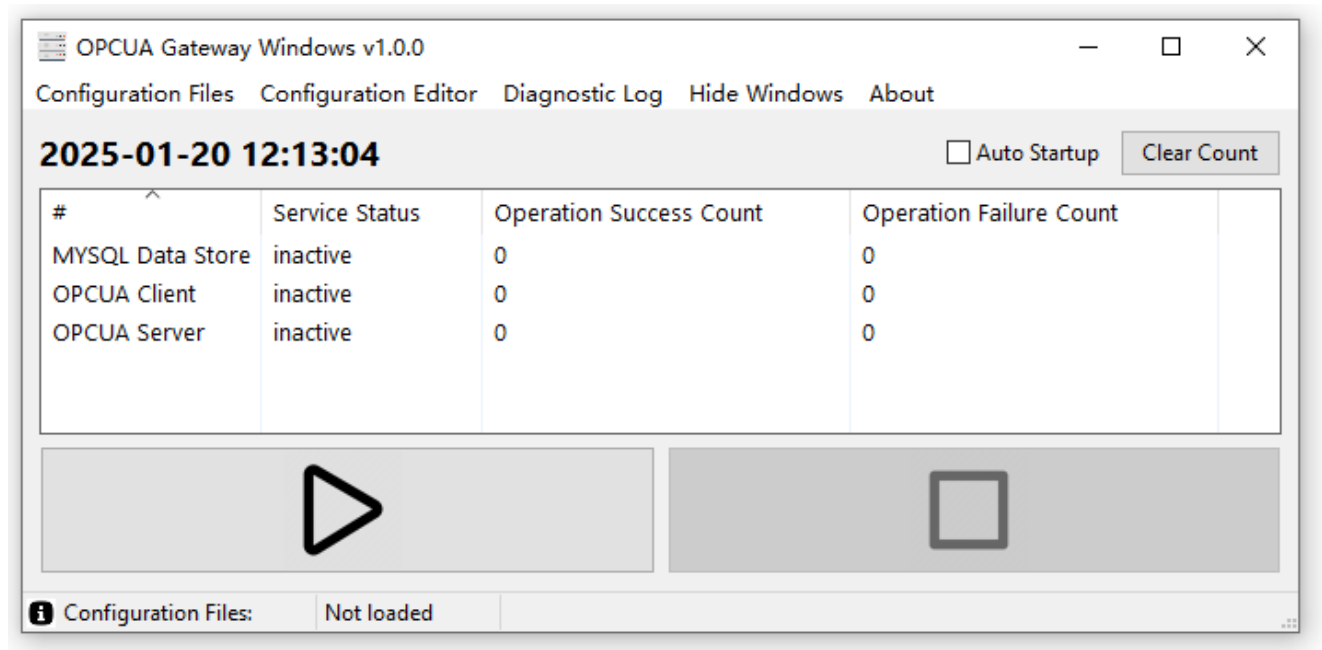 OPCUA Gateway Windows v1.0.0
Configuration Files Configuration Editor Diagnostic Log Hide Windows About
2025-01-20 12:13:04 Auto Startup Clear Count
# Service Status Operation Success Count Operation Failure Count
MYSQL Data Store inactive 0 0
OPCUA Client inactive 0 0
OPCUA Server inactive 0 0
Configuration Files: Not loaded